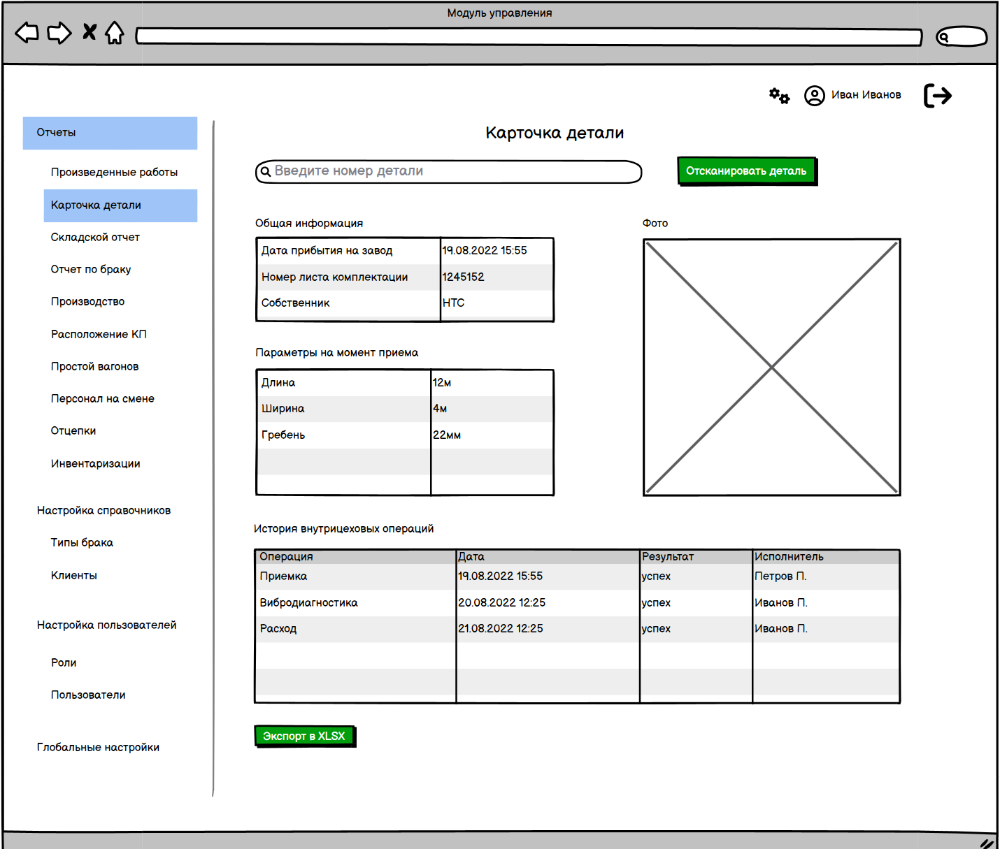 Модуль управления
Иван Иванов
Отчеты
Произведенные работы
Карточка детали
Складской отчет
Отчет по браку
Производство
Расположение КП
Простой вагонов
Персонал на смене
Отцепки
Инвентаризации
Настройка справочников
Типы брака
Клиенты
Настройка пользователей
Роли
Пользователи
Глобальные настройки
Карточка детали
Введите номер детали
Отсканировать деталь
Общая информация
Дата прибытия на завод 19.08.2022 15:55
Номер листа комплектации 1245152
Собственник НТС
Фото
Параметры на момент приема
Длина 12м
Ширина 4м
Гребень 22мм
История внутрицеховых операций
Операция Дата Результат Исполнитель
Приемка 19.08.2022 15:55 успех Петров П.
Вибродиагностика 20.08.2022 12:25 успех Иванов П.
Расход 21.08.2022 12:25 успех Иванов П.
Экспорт в XLSX